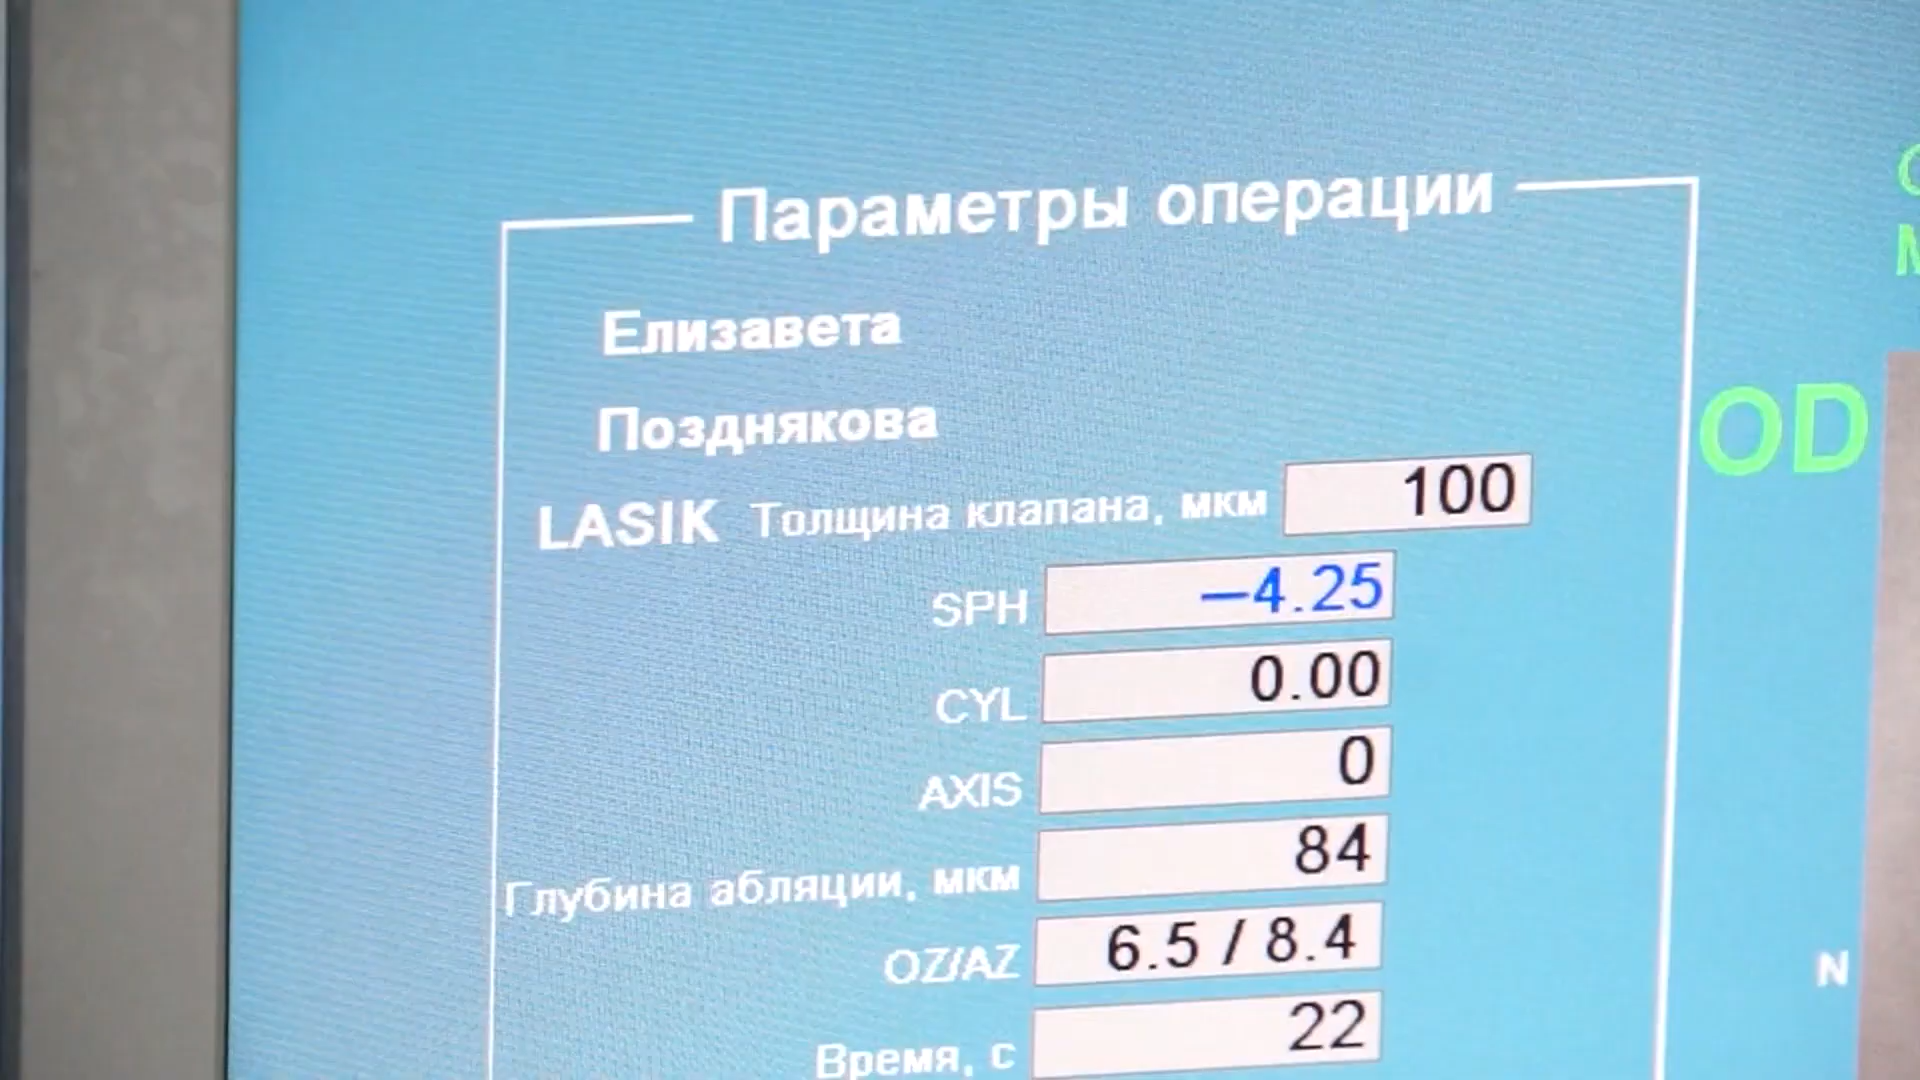 Параметры операции
Елизавета
Позднякова
LASIK Толщина клапана, мкм 100
SPH –4.25
CYL 0.00
AXIS 0
Глубина абляции, мкм 84
OZ/AZ 6.5 / 8.4
Время, с 22
OD
N